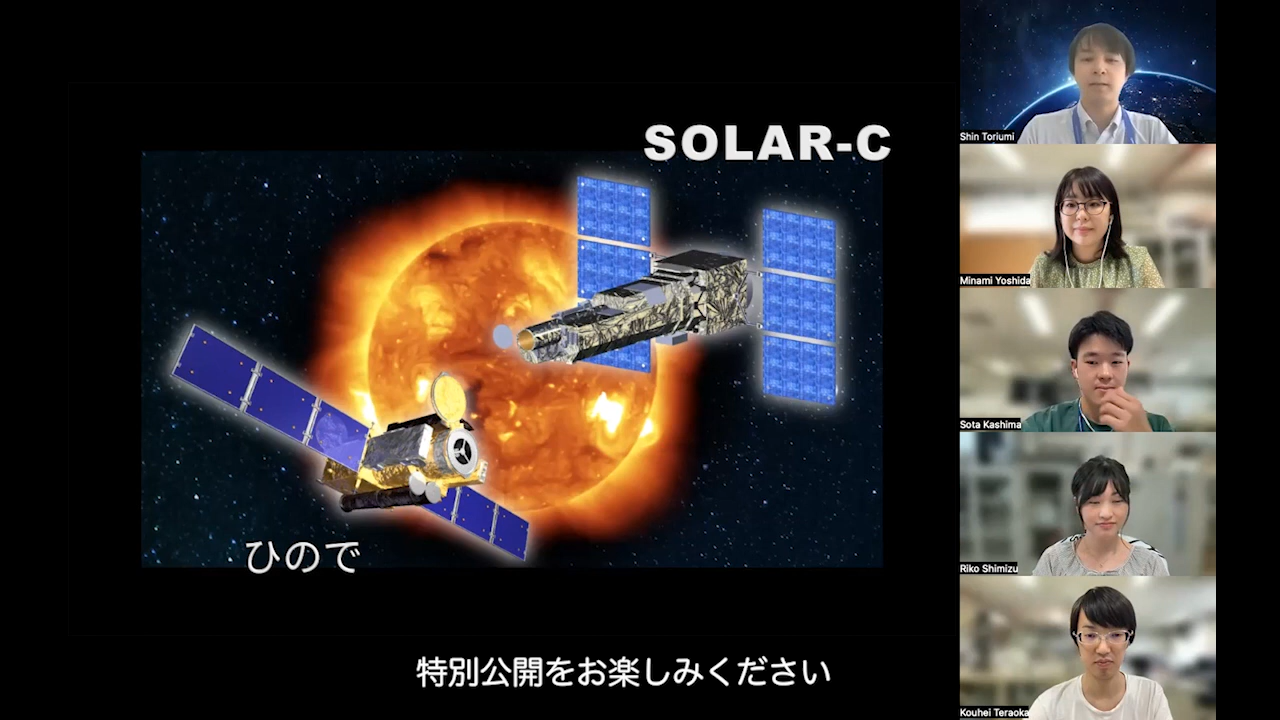 SOLAR-C
ひので
特別公開をお楽しみください
Shin Toriumi
Minami Yoshida
Sota Kashima
Riko Shimizu
Kouhei Teraoka